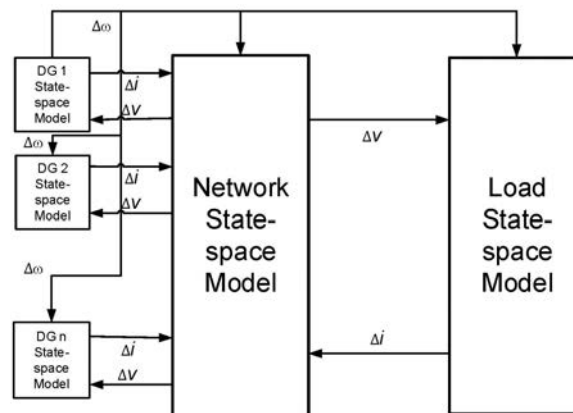 Δω
DG 1
State-
space
Model
Δi
Δv
Δω
DG 2
State-
space
Model
Δi
Δv
Δω
DG n
State-
space
Model
Δi
Δv
Network
State-
space
Model
Δv
Δi
Load
State-
space
Model